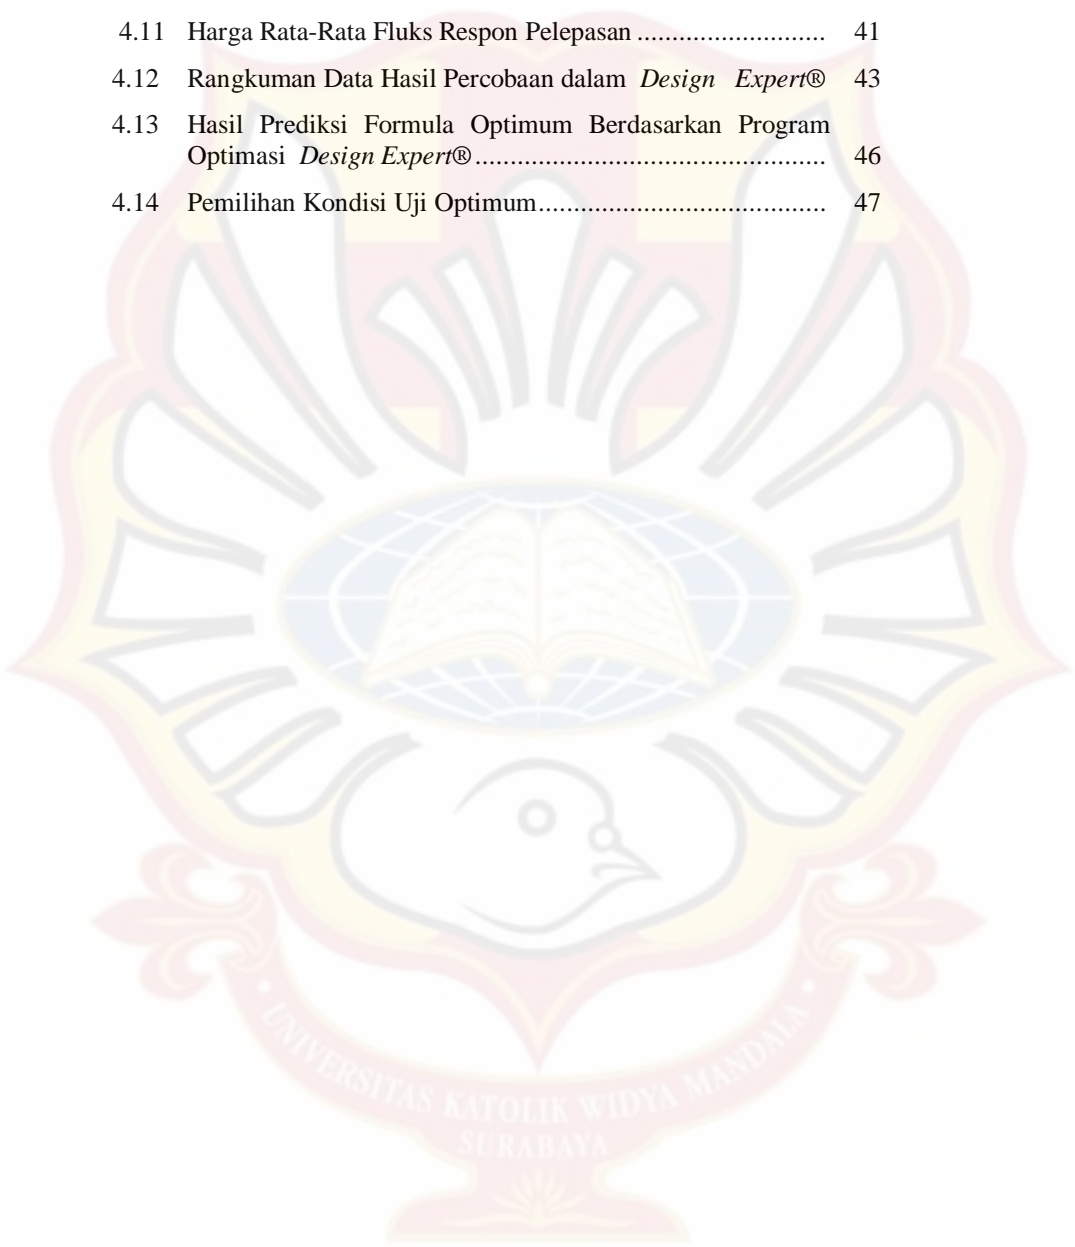 4.11 Harga Rata-Rata Fluks Respon Pelepasan ........................... 41
4.12 Rangkuman Data Hasil Percobaan dalam Design Expert® 43
4.13 Hasil Prediksi Formula Optimum Berdasarkan Program
Optimasi Design Expert® .................................................. 46
4.14 Pemilihan Kondisi Uji Optimum......................................... 47
UNIVERSITAS KATOLIK WIDYA MANDALA
SURABAYA